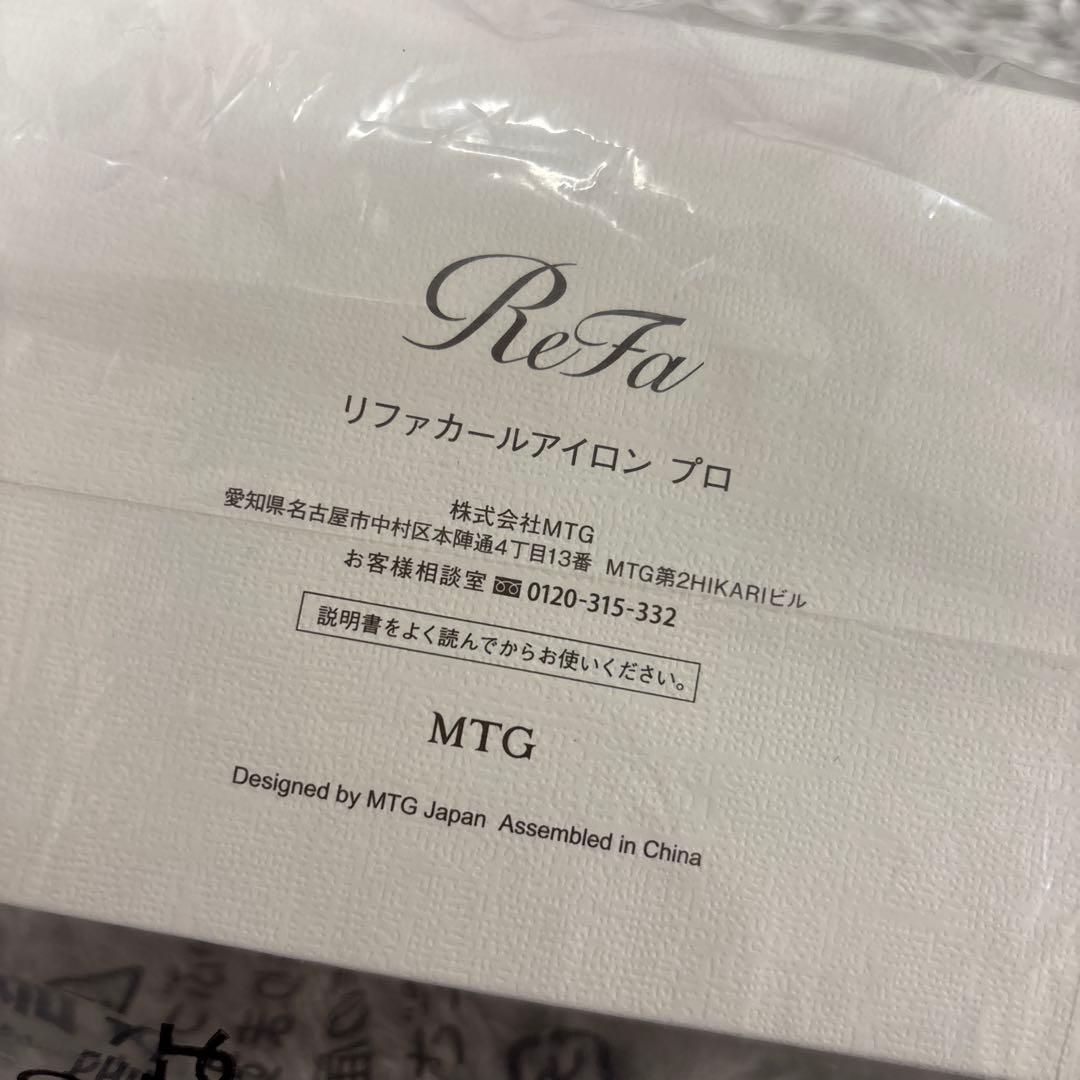 ReFa
リファカールアイロン プロ
株式会社MTG
愛知県名古屋市中村区本陣通4丁目13番 MTG第2HIKARIビル
お客様相談室 0120-315-332
説明書をよく読んでからお使いください。
MTG
Designed by MTG Japan Assembled in China